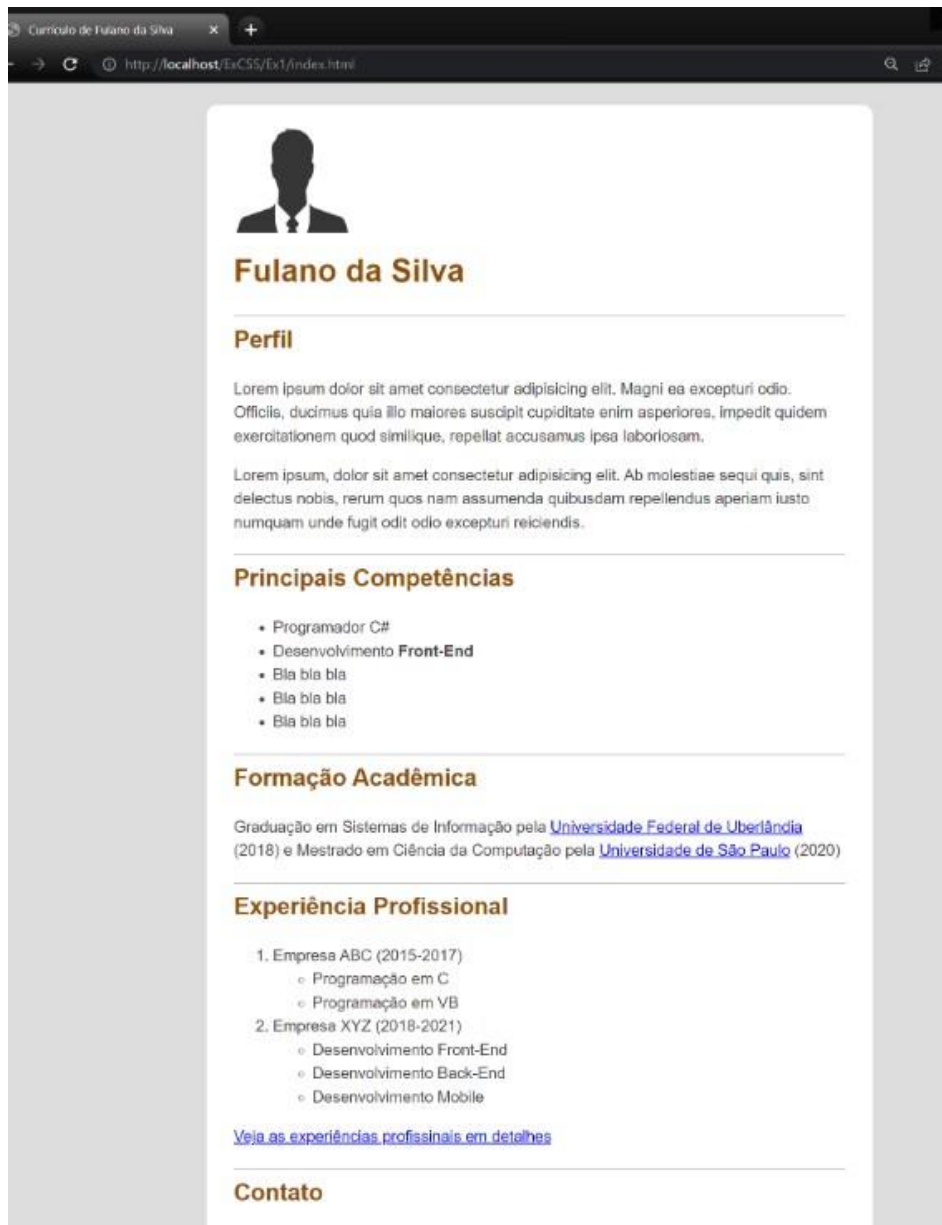 Currículo de Fulano da Silva
http://localhost/ExCSS/Ex1/index.html
Fulano da Silva
Perfil
Lorem ipsum dolor sit amet consectetur adipisicing elit. Magni ea excepturi odio.
Officiis, ducimus quia illo maiores suscipit cupiditate enim asperiores, impedit quidem
exercitationem quod similique, repellat accusamus ipsa laboriosam.
Lorem ipsum, dolor sit amet consectetur adipisicing elit. Ab molestiae sequi quis, sint
delectus nobis, rerum quos nam assumenda quibusdam repellendus aperiam iusto
numquam unde fugit odit odio excepturi reiciendis.
Principais Competências
• Programador C#
• Desenvolvimento Front-End
• Bla bla bla
• Bla bla bla
• Bla bla bla
Formação Acadêmica
Graduação em Sistemas de Informação pela Universidade Federal de Uberlândia
(2018) e Mestrado em Ciência da Computação pela Universidade de São Paulo (2020)
Experiência Profissional
1. Empresa ABC (2015-2017)
◦ Programação em C
◦ Programação em VB
2. Empresa XYZ (2018-2021)
◦ Desenvolvimento Front-End
◦ Desenvolvimento Back-End
◦ Desenvolvimento Mobile
Veja as experiências profissinais em detalhes
Contato